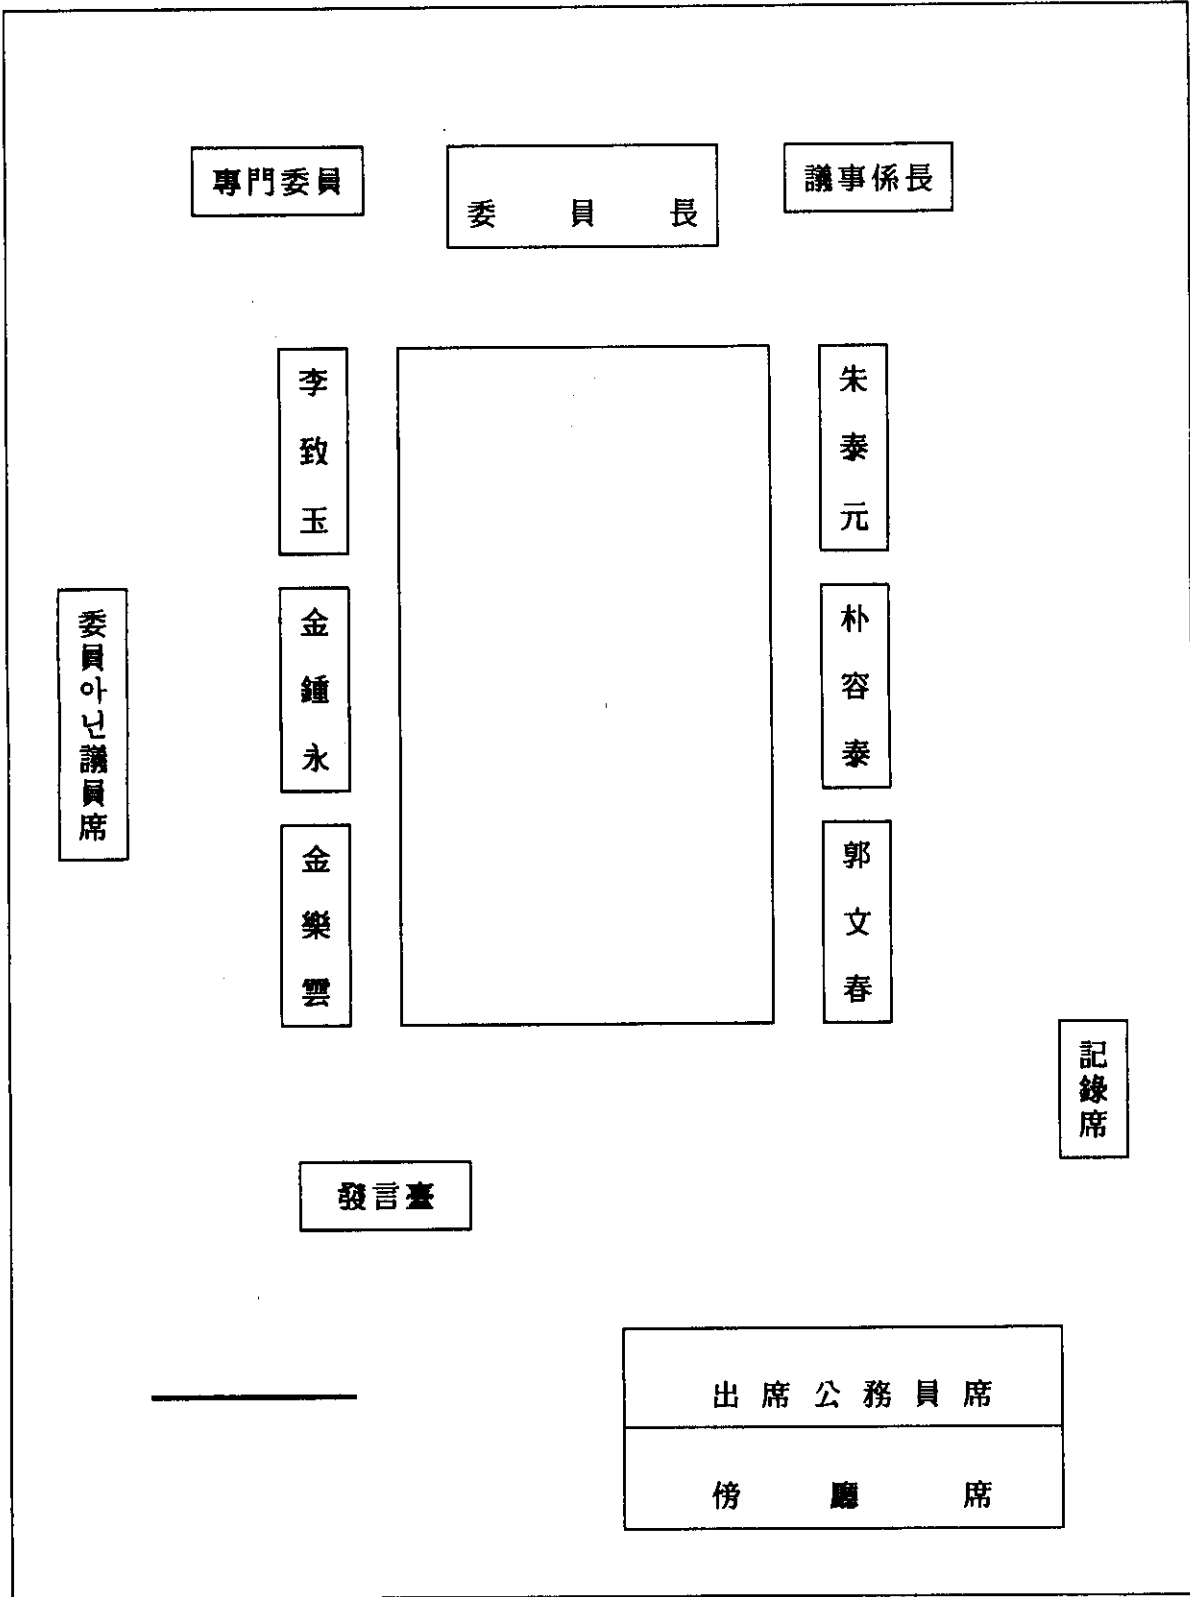 專門委員
委員長
議事係長
李致玉
朱泰元
金鍾永
朴容泰
委員아닌議員席
金樂雲
郭文春
記錄席
發言臺
出席公務員席
傍廳席